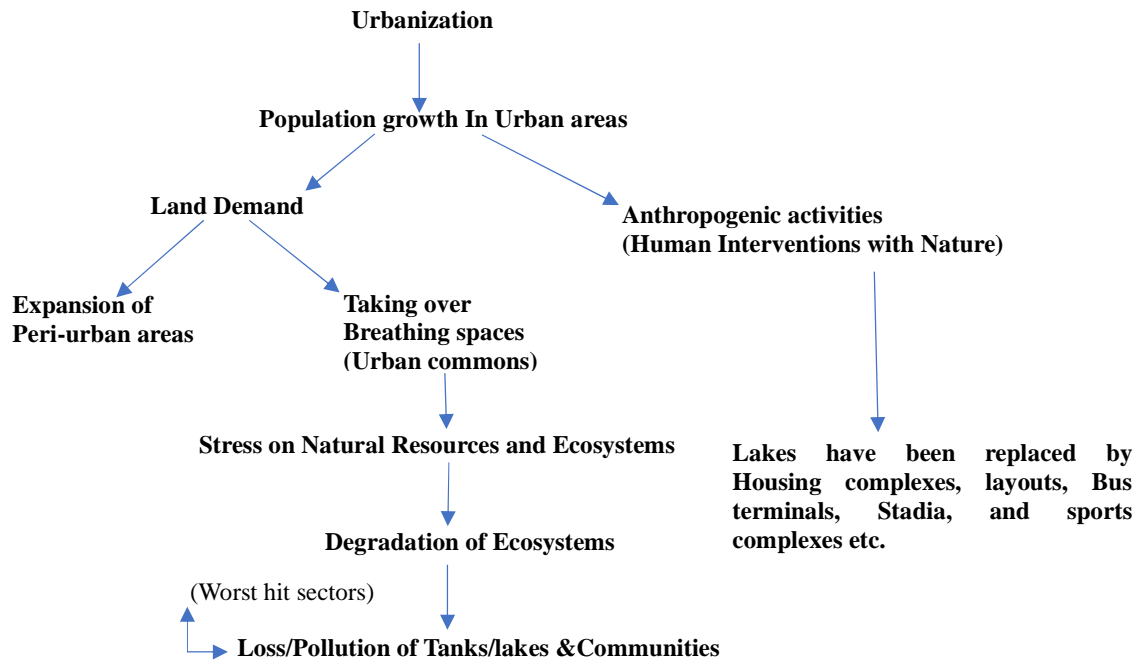 Urbanization
Population growth In Urban areas
Land Demand
Anthropogenic activities
(Human Interventions with Nature)
Expansion of
Peri-urban areas
Taking over
Breathing spaces
(Urban commons)
Stress on Natural Resources and Ecosystems
Lakes have been replaced by
Housing complexes, layouts, Bus
terminals, Stadia, and sports
complexes etc.
Degradation of Ecosystems
(Worst hit sectors)
Loss/Pollution of Tanks/lakes &Communities